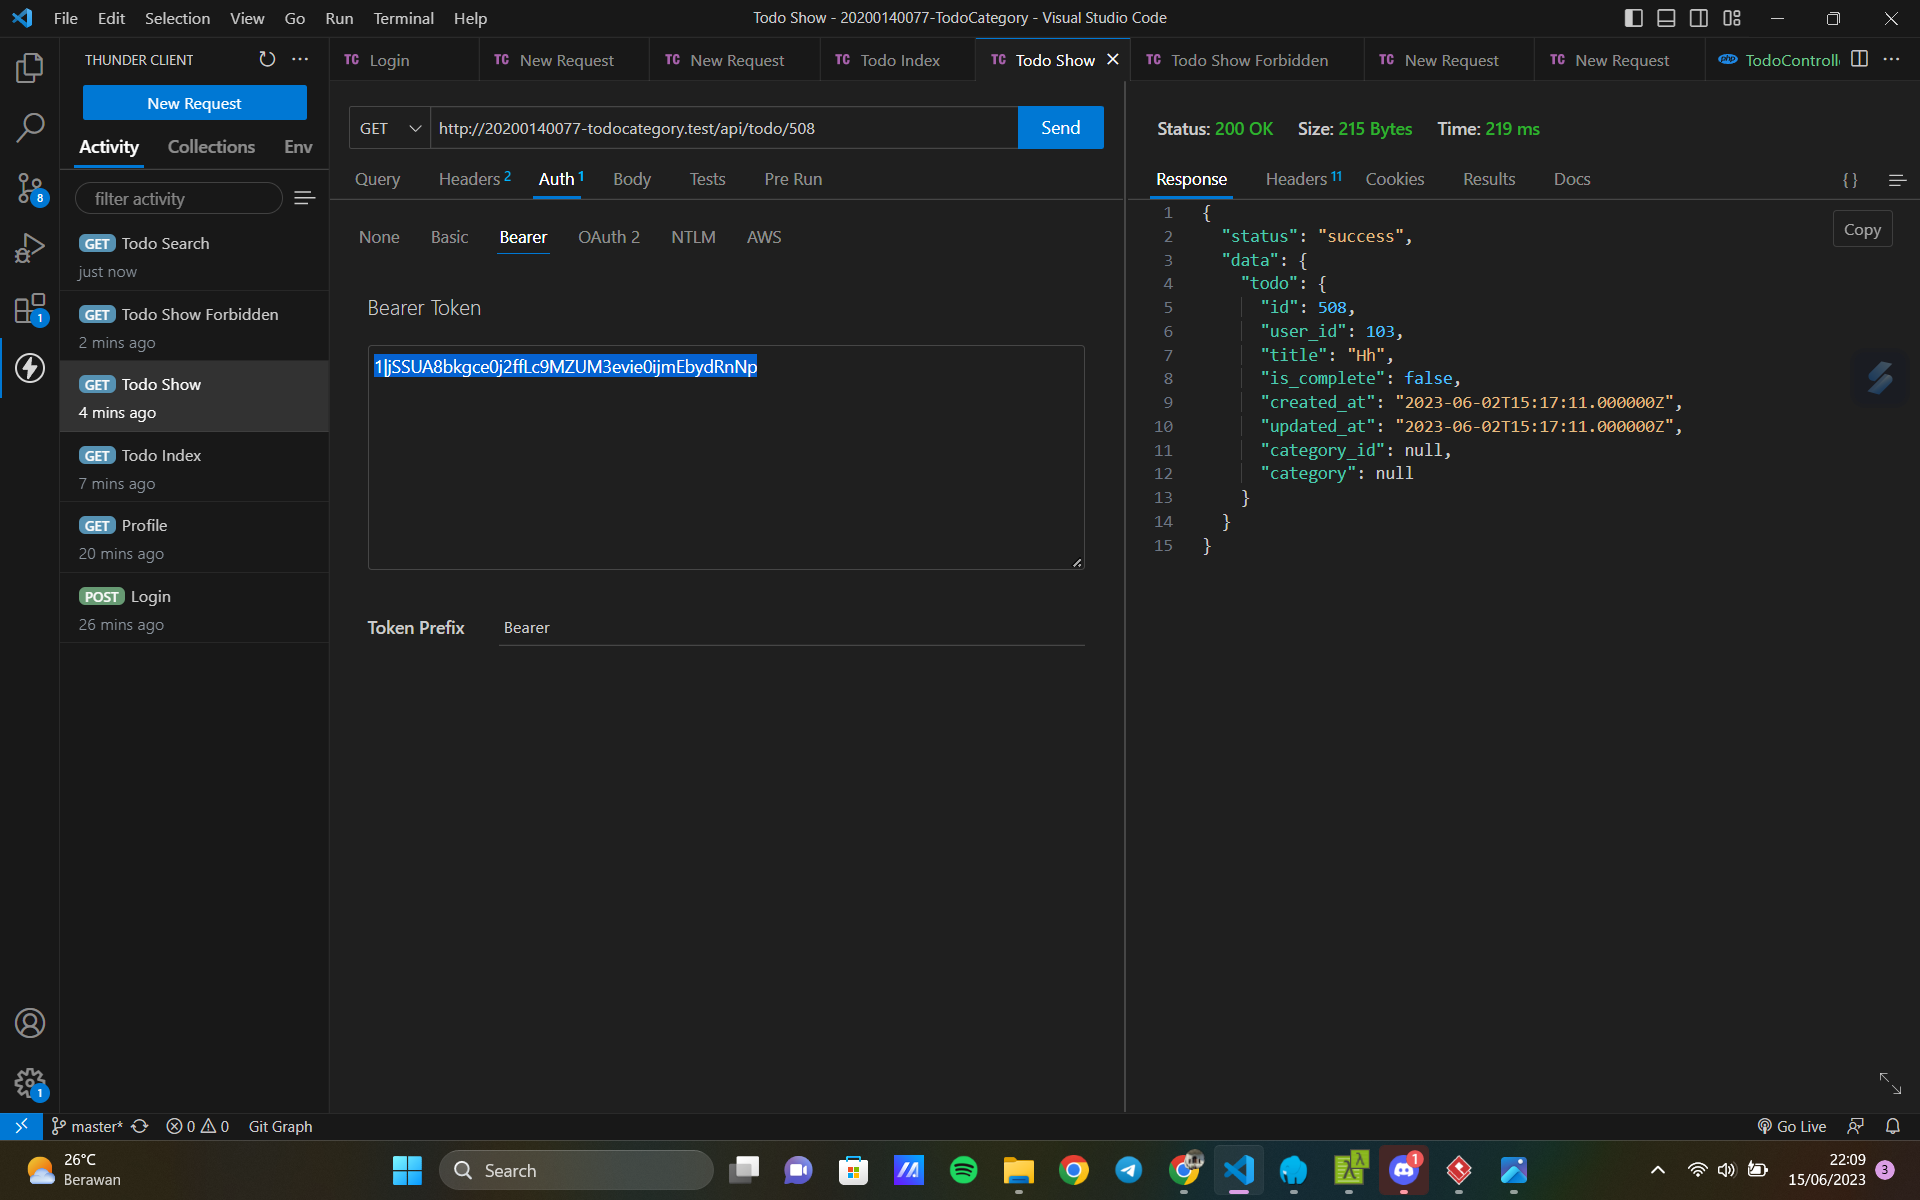 File Edit Selection View Go Run Terminal Help
Todo Show - 20200140077-TodoCategory - Visual Studio Code
THUNDER CLIENT
New Request
Activity Collections Env
filter activity
GET Todo Search
just now
GET Todo Show Forbidden
2 mins ago
GET Todo Show
4 mins ago
GET Todo Index
7 mins ago
GET Profile
20 mins ago
POST Login
26 mins ago
TC Login TC New Request TC New Request TC Todo Index TC Todo Show TC Todo Show Forbidden TC New Request TC New Request php TodoControll
GET http://20200140077-todocategory.test/api/todo/508 Send
Query Headers 2 Auth 1 Body Tests Pre Run
None Basic Bearer OAuth 2 NTLM AWS
Bearer Token
1|jSSUA8bkgce0j2ffLc9MZUM3evie0ijmEbydRnNp
Token Prefix Bearer
Status: 200 OK Size: 215 Bytes Time: 219 ms
Response Headers 11 Cookies Results Docs { }
Copy
1 {
2 "status": "success",
3 "data": {
4 "todo": {
5 "id": 508,
6 "user_id": 103,
7 "title": "Hh",
8 "is_complete": false,
9 "created_at": "2023-06-02T15:17:11.000000Z",
10 "updated_at": "2023-06-02T15:17:11.000000Z",
11 "category_id": null,
12 "category": null
13 }
14 }
15 }
8
1
1
master* 0 0 Git Graph
Go Live
26°C
Berawan
Search
1
22:09
15/06/2023
3